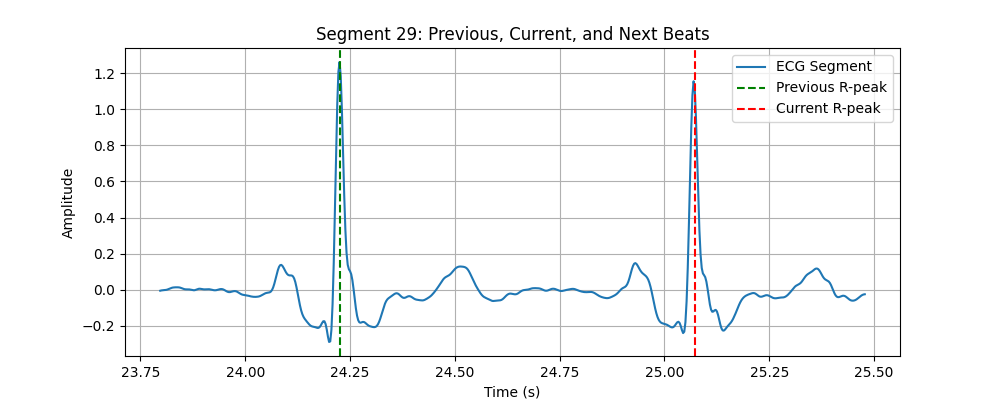 Segment 29: Previous, Current, and Next Beats
ECG Segment
Previous R-peak
Current R-peak
Amplitude
1.2
1.0
0.8
0.6
0.4
0.2
0.0
−0.2
23.75 24.00 24.25 24.50 24.75 25.00 25.25 25.50
Time (s)